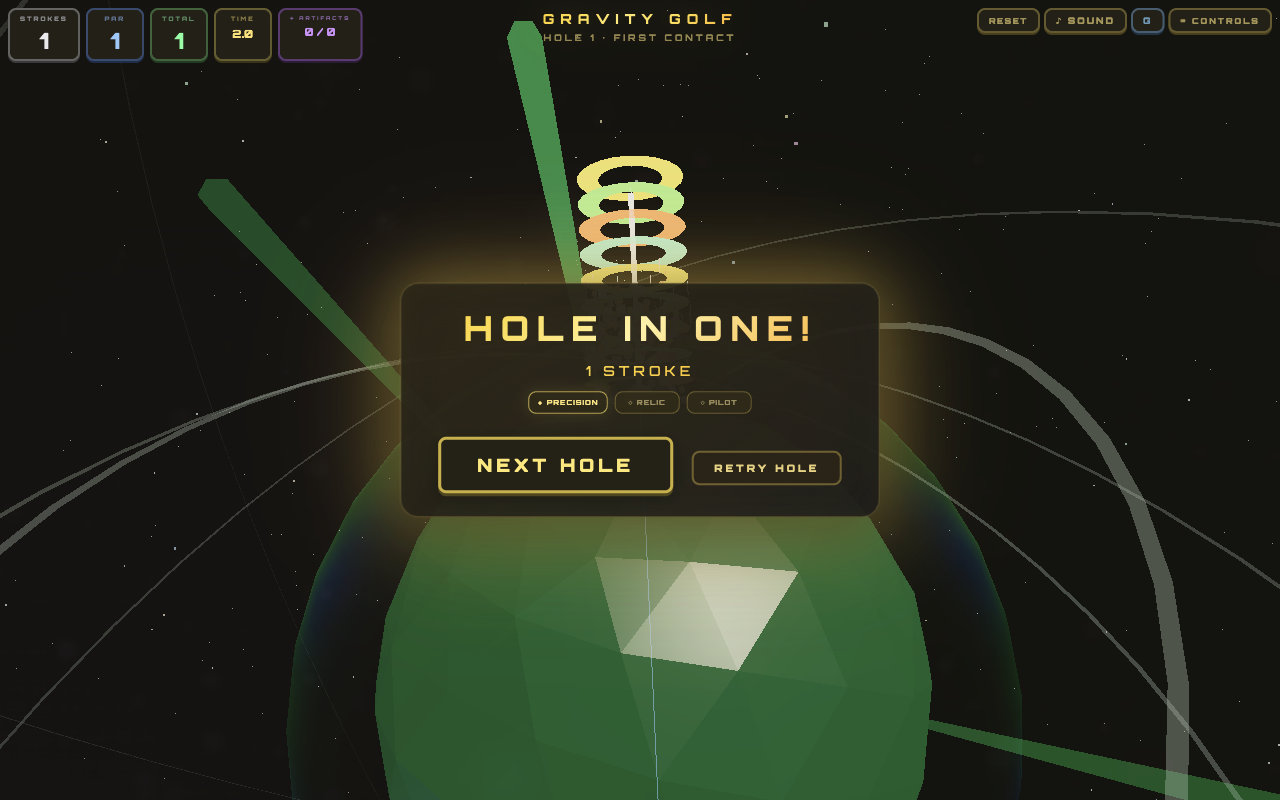 STROKES
1
PAR
1
TOTAL
1
TIME
2.0
✦ ARTIFACTS
0/0
GRAVITY GOLF
HOLE 1 · FIRST CONTACT
RESET
♪ SOUND
G
≡ CONTROLS
HOLE IN ONE!
1 STROKE
◆ PRECISION
◇ RELIC
◇ PILOT
NEXT HOLE
RETRY HOLE